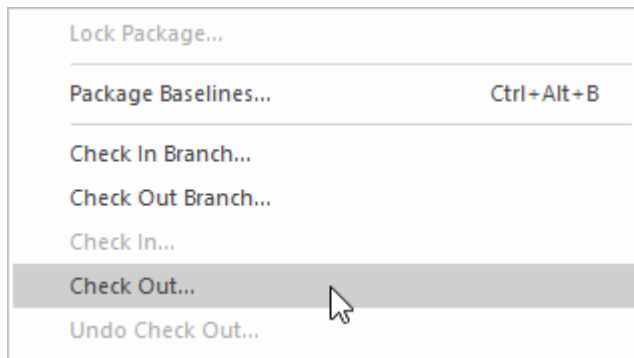 Lock Package...
Package Baselines... Ctrl+Alt+B
Check In Branch...
Check Out Branch...
Check In...
Check Out...
Undo Check Out...